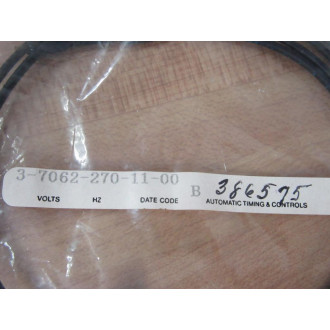 3-7062-270-11-00
B 386575
VOLTS HZ DATE CODE AUTOMATIC TIMING & CONTROLS